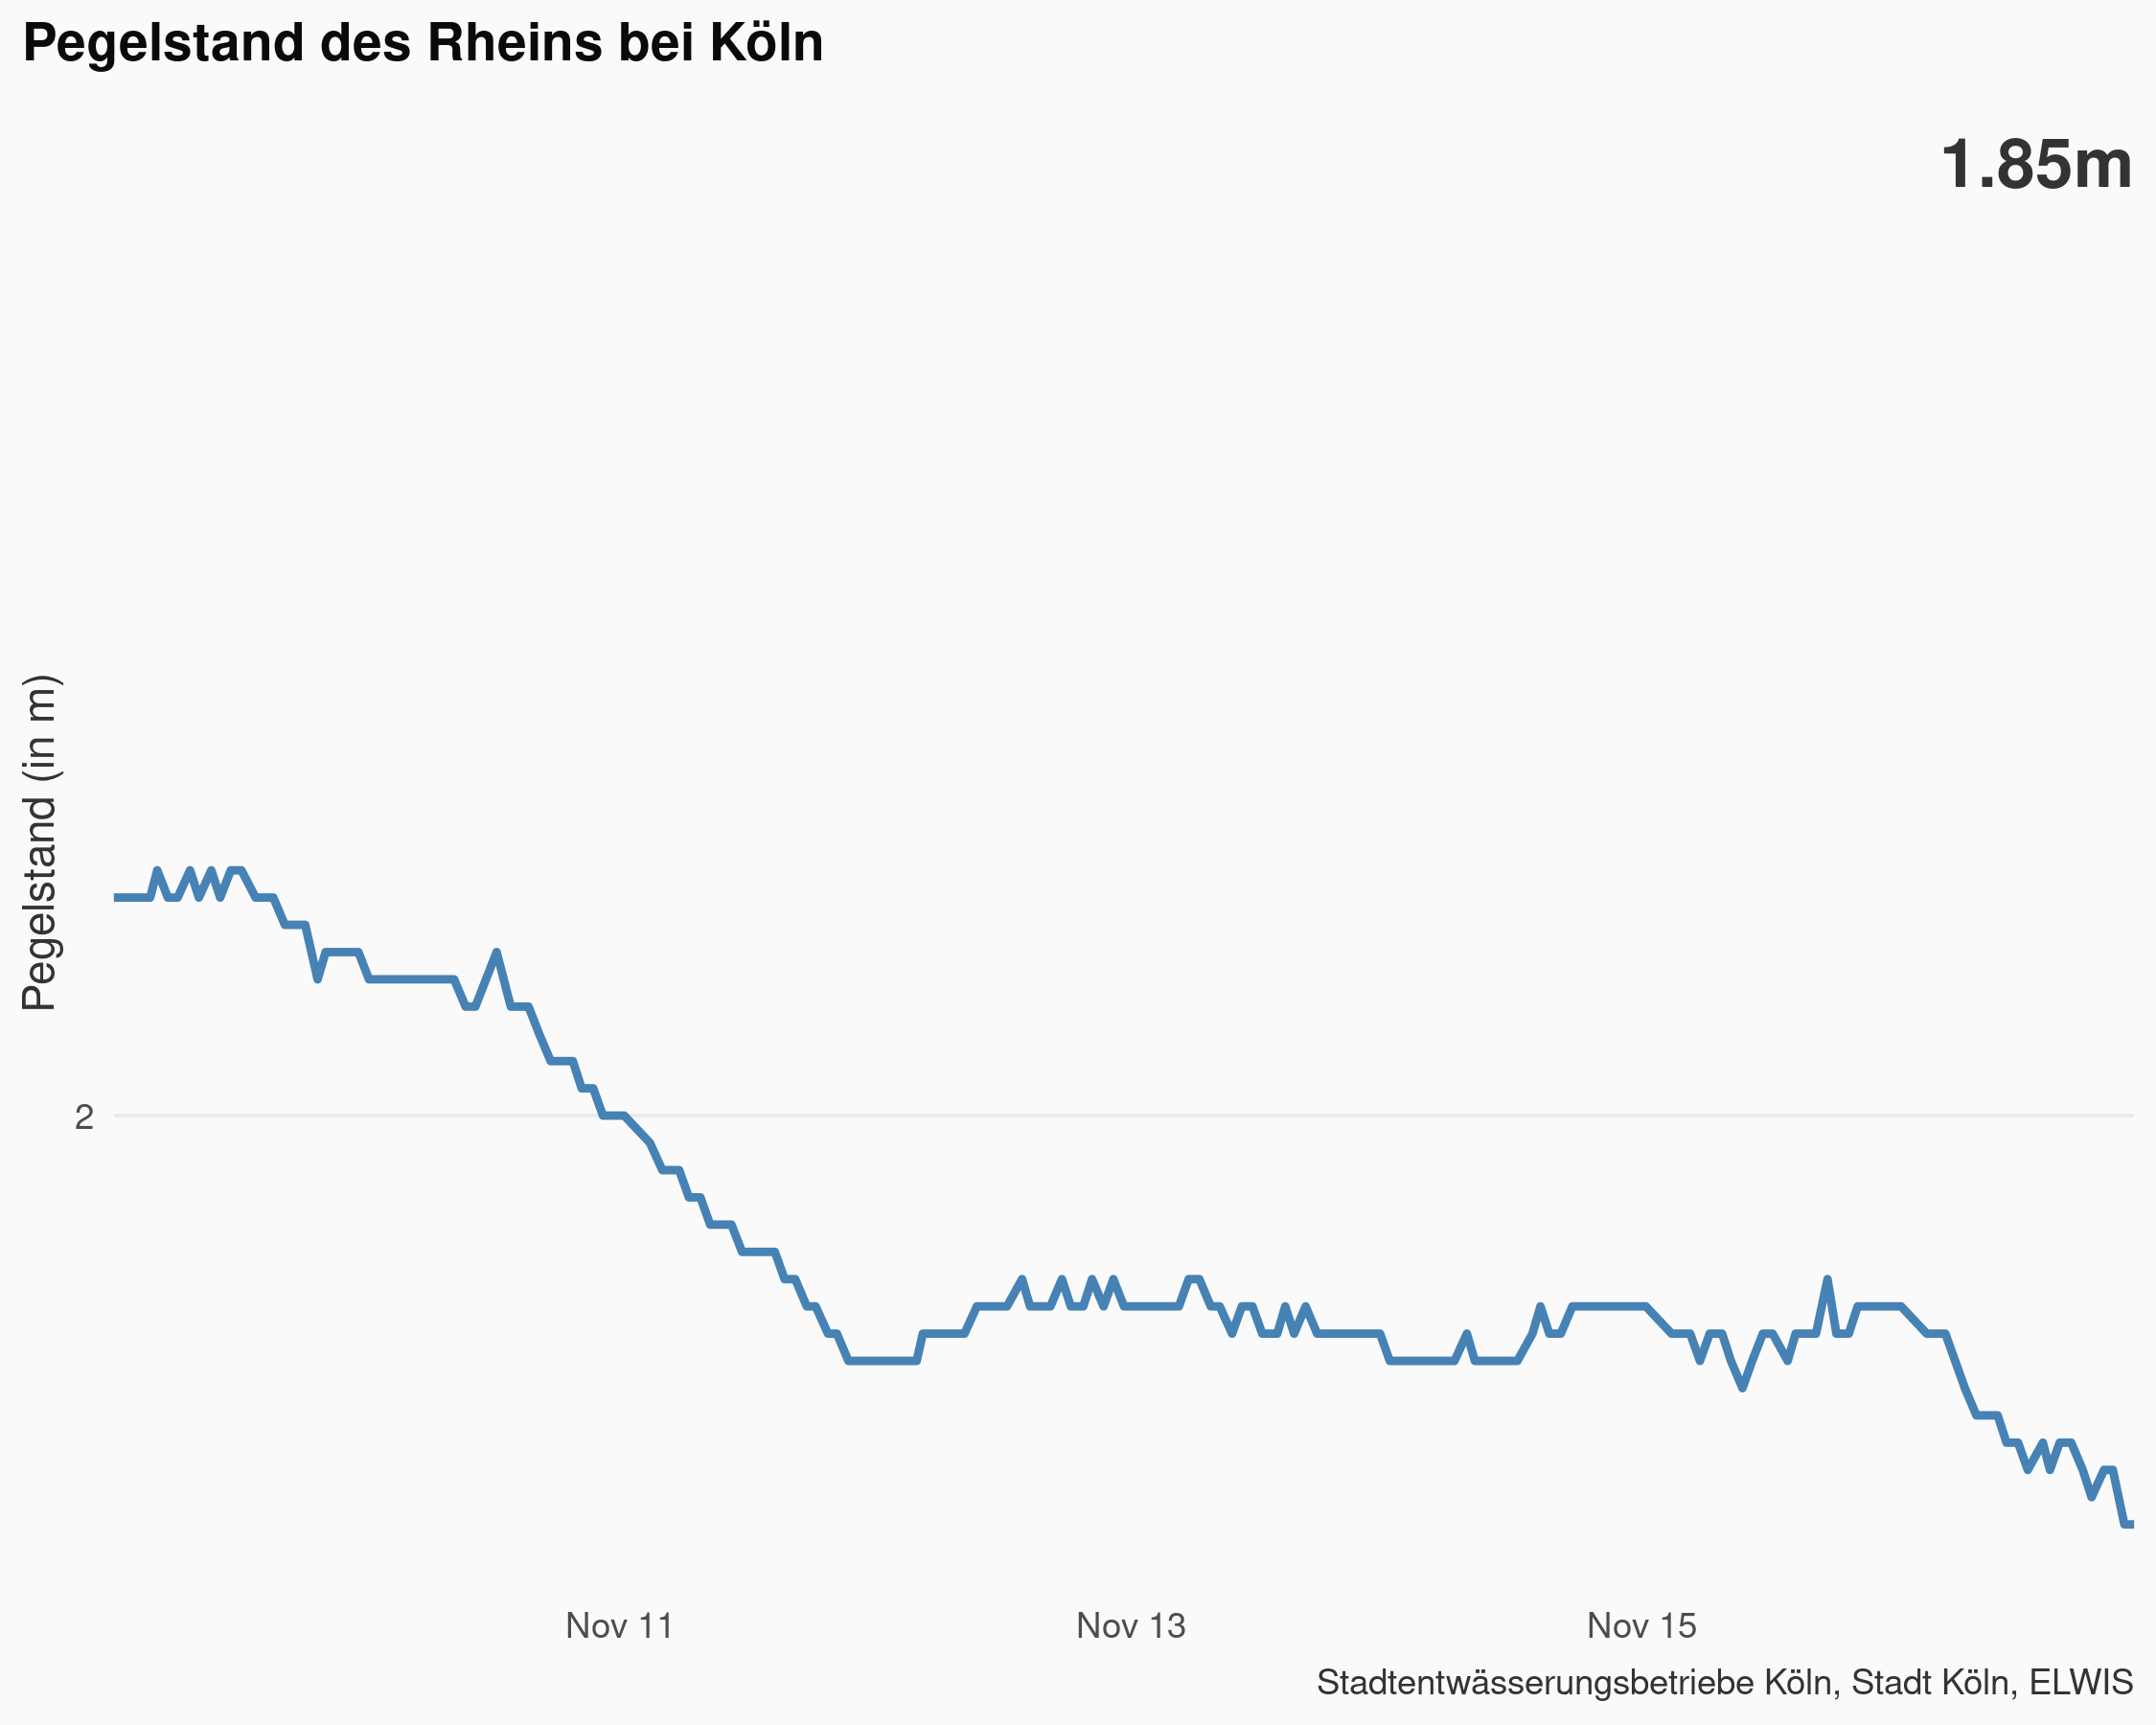 Pegelstand des Rheins bei Köln
1.85m
Pegelstand (in m)
2
Nov 11
Nov 13
Nov 15
Stadtentwässerungsbetriebe Köln, Stadt Köln, ELWIS